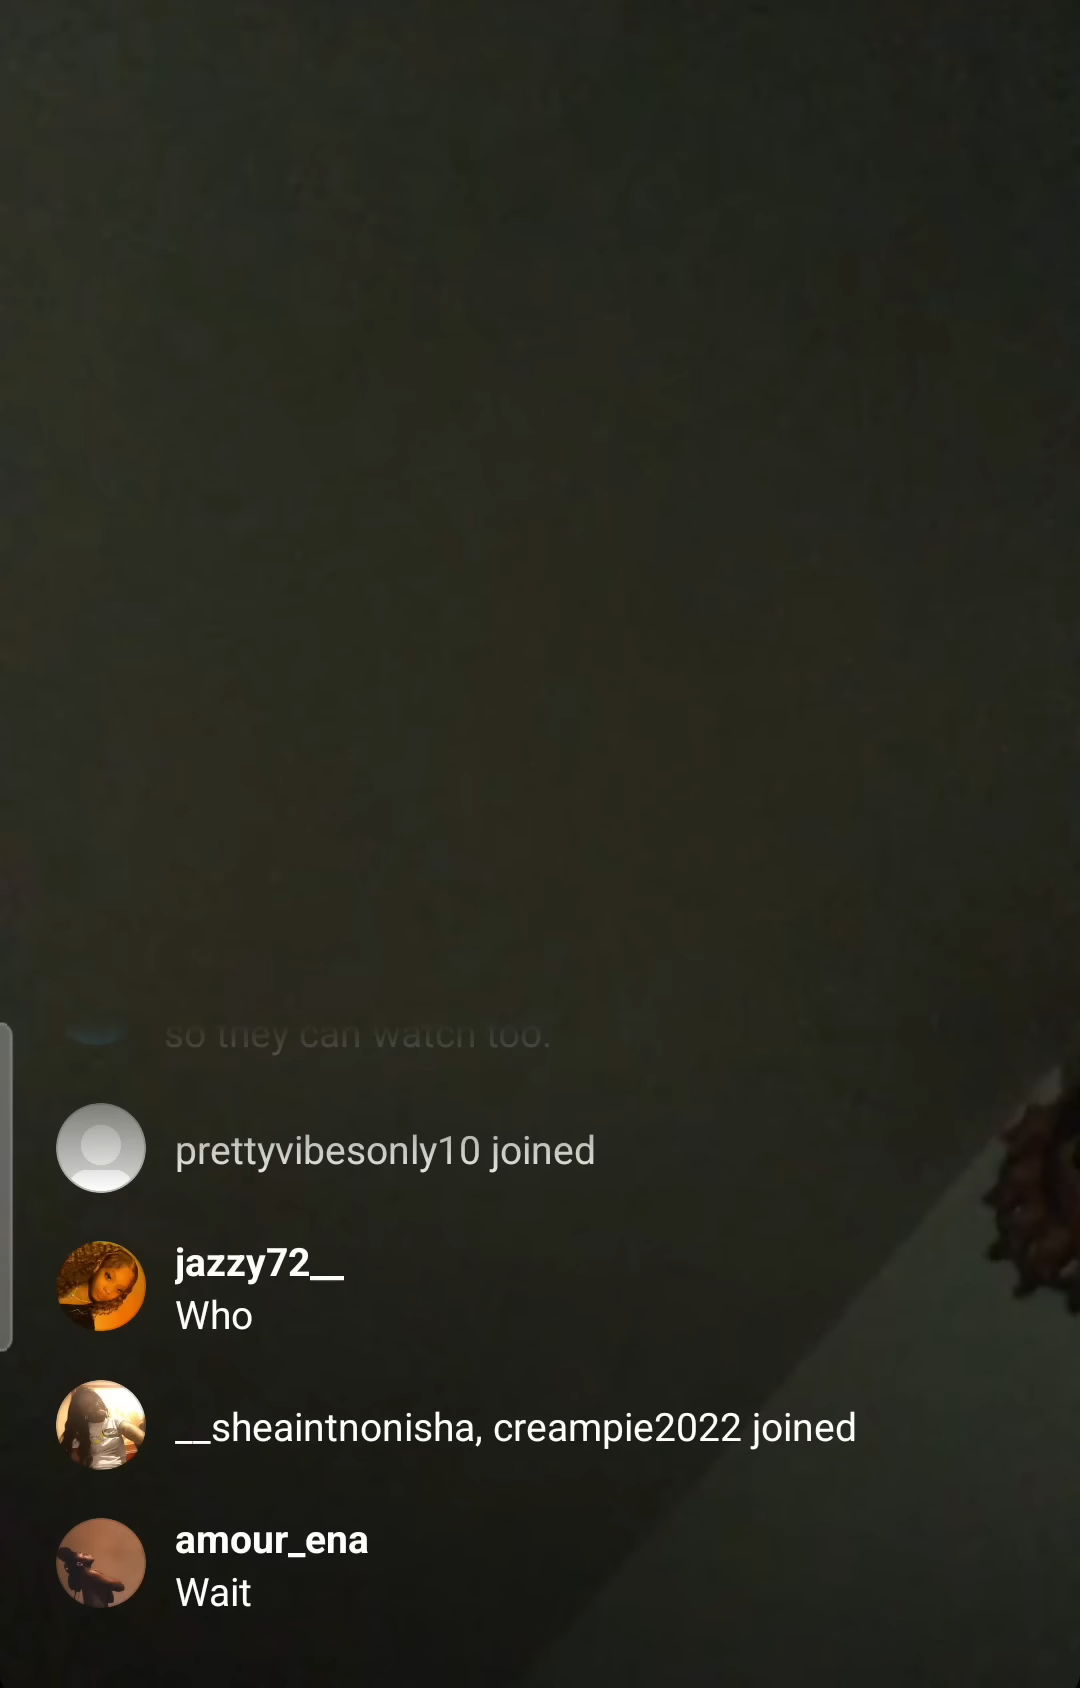 so they can watch too.
prettyvibesonly10 joined
jazzy72__
Who
__sheaintnonisha, creampie2022 joined
amour_ena
Wait